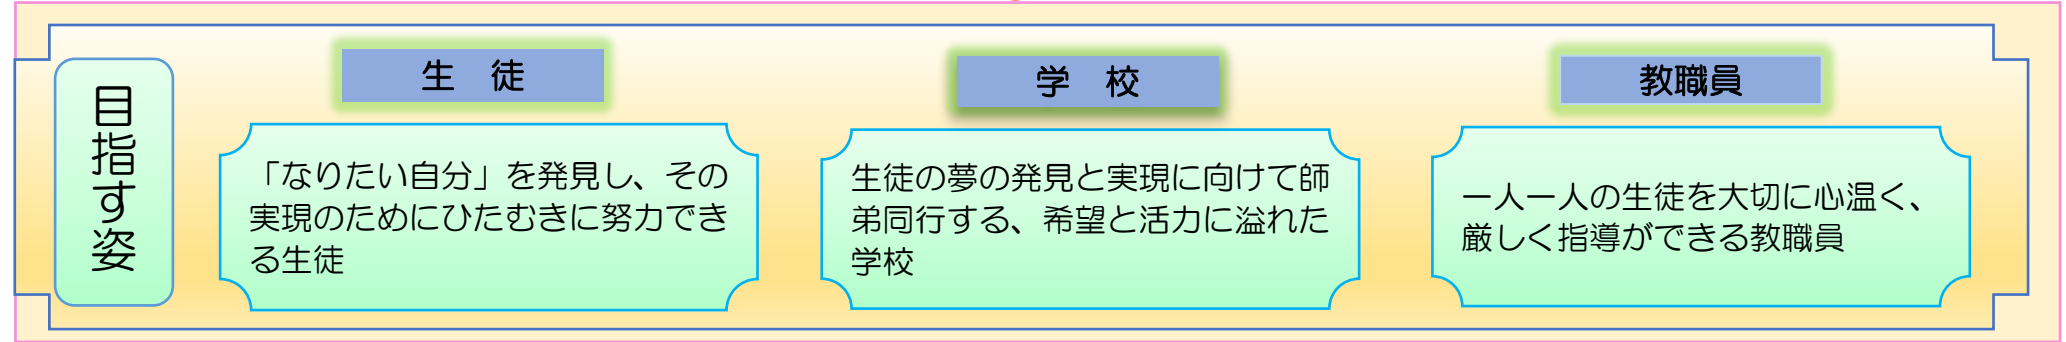 目指す姿
生　徒
「なりたい自分」を発見し、その
実現のためにひたむきに努力でき
る生徒
学　校
生徒の夢の発見と実現に向けて師
弟同行する、希望と活力に溢れた
学校
教職員
一人一人の生徒を大切に心温く、
厳しく指導ができる教職員